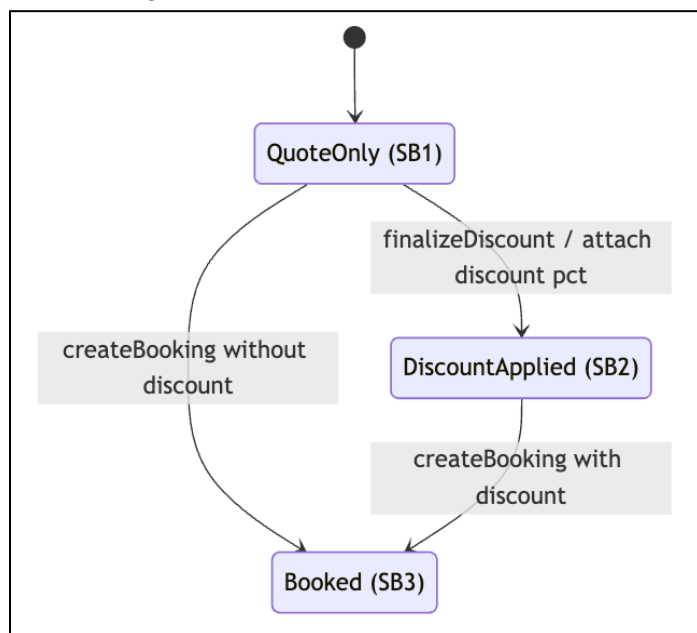 QuoteOnly (SB1)
finalizeDiscount / attach
discount pct
createBooking without
discount
DiscountApplied (SB2)
createBooking with
discount
Booked (SB3)